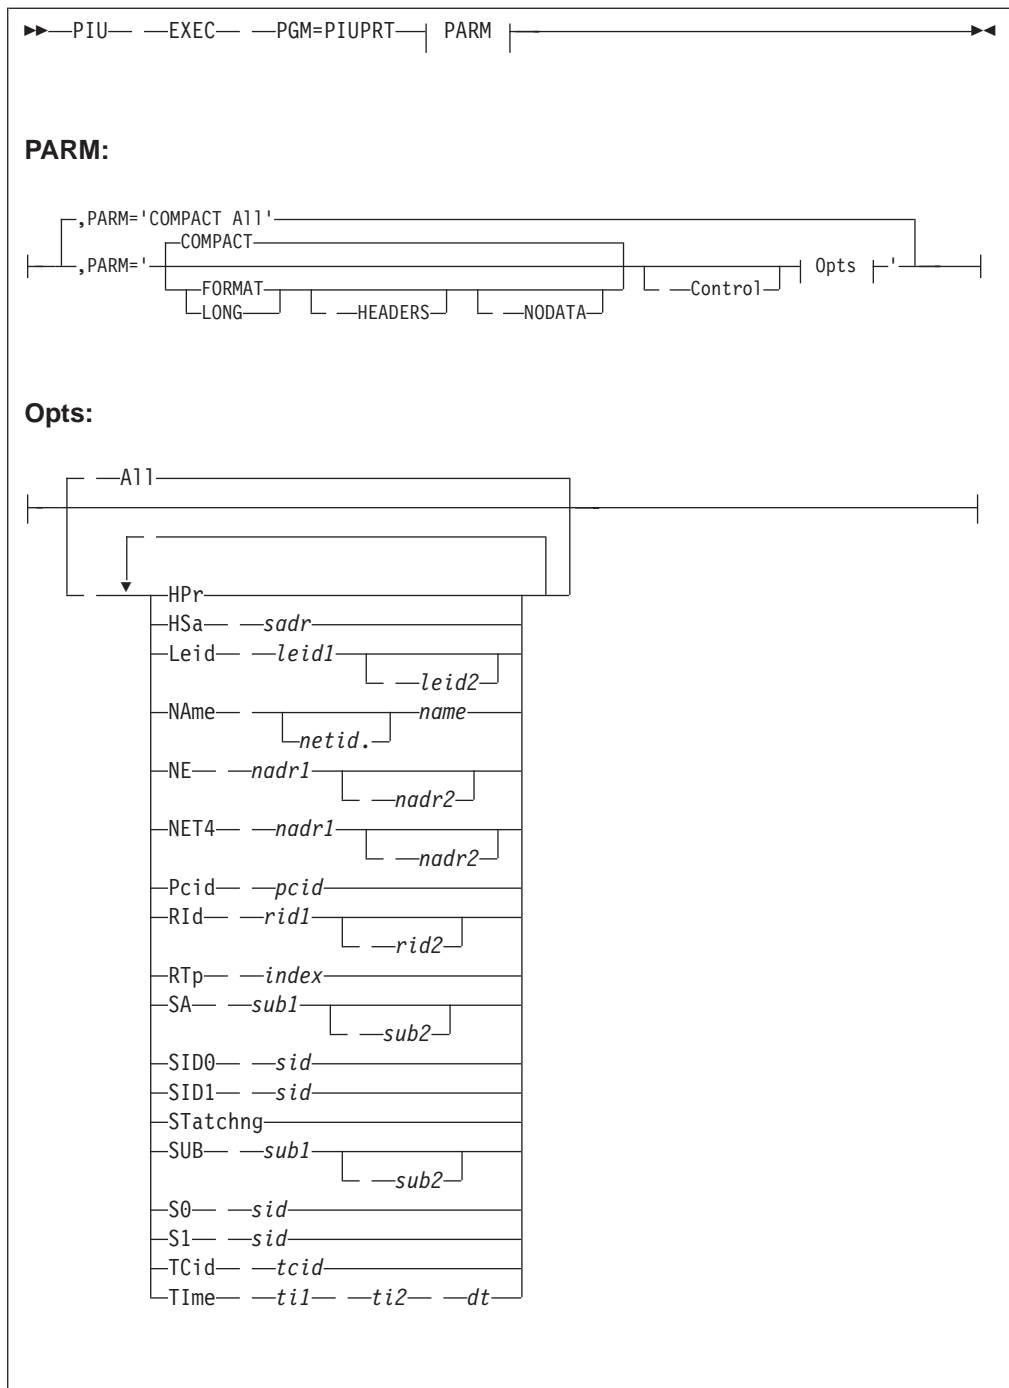 PIU EXEC PGM=PIUPRT PARM
PARM:
,PARM='COMPACT All'
COMPACT
,PARM=' Opts '
FORMAT Control
LONG HEADERS NODATA
Opts:
All
HPr
HSa sadr
Leid leid1
leid2
NAme name
netid.
NE nadr1
nadr2
NET4 nadr1
nadr2
Pcid pcid
RId rid1
rid2
RTp index
SA sub1
sub2
SID0 sid
SID1 sid
STatchng
SUB sub1
sub2
S0 sid
S1 sid
TCid tcid
TIme ti1 ti2 dt